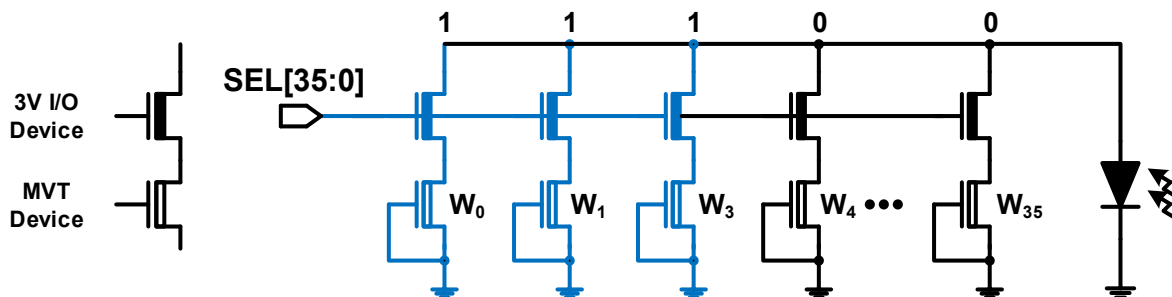 1 1 1 0 0
SEL[35:0]
3V I/O
Device
MVT
Device
W0 W1 W3 W4 ••• W35